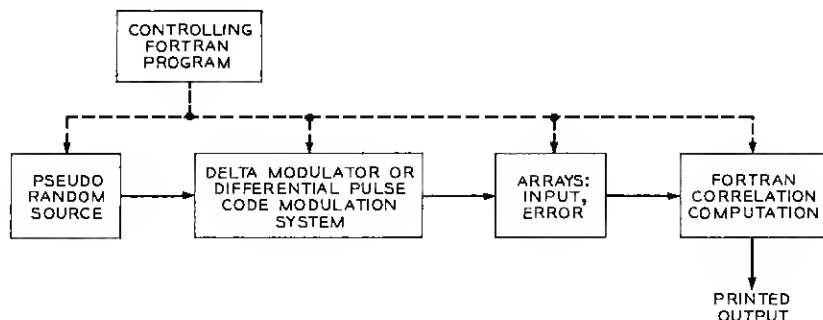 CONTROLLING
FORTRAN
PROGRAM
PSEUDO
RANDOM
SOURCE
DELTA MODULATOR OR
DIFFERENTIAL PULSE
CODE MODULATION
SYSTEM
ARRAYS:
INPUT,
ERROR
FORTRAN
CORRELATION
COMPUTATION
PRINTED
OUTPUT